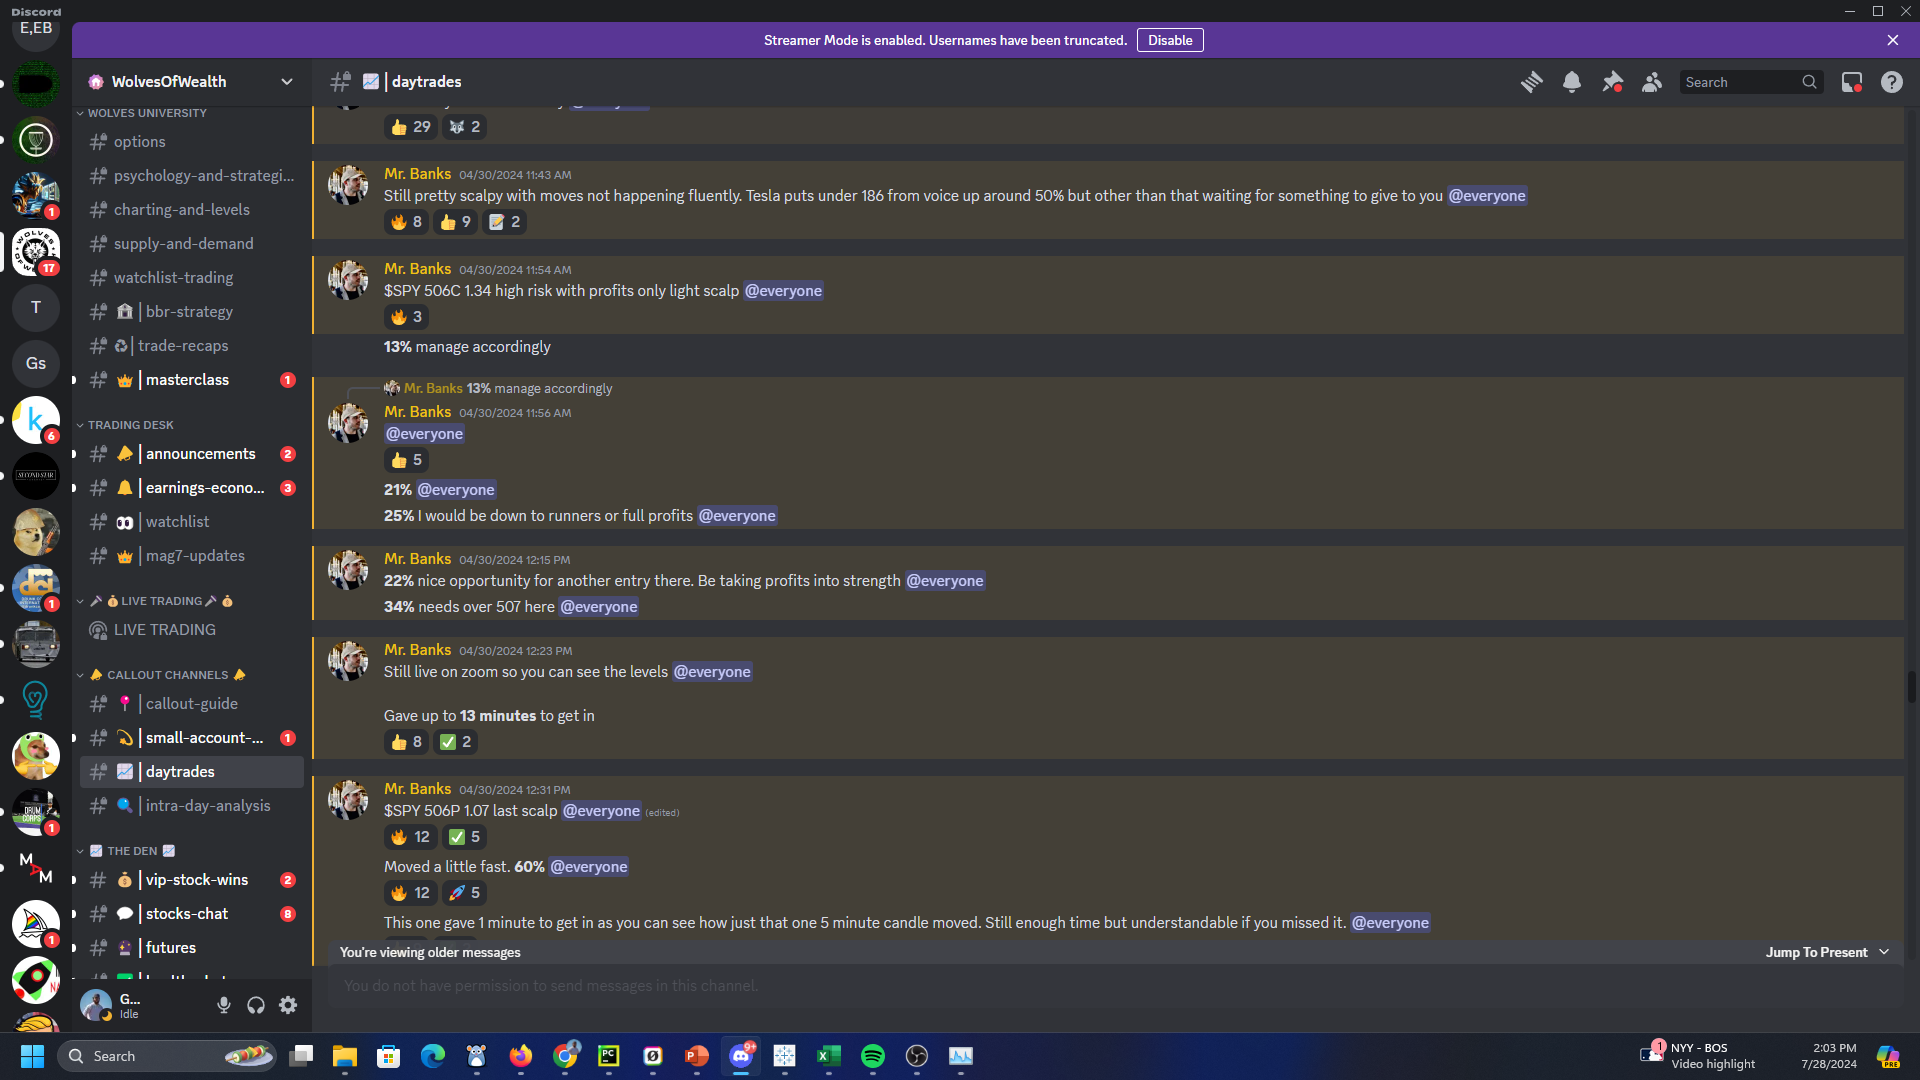 Discord
E,EB
Streamer Mode is enabled. Usernames have been truncated.
Disable
WolvesOfWealth
| daytrades
Search
WOLVES UNIVERSITY
options
psychology-and-strategi...
charting-and-levels
supply-and-demand
watchlist-trading
| bbr-strategy
| trade-recaps
| masterclass
1
TRADING DESK
| announcements
2
| earnings-econo...
3
| watchlist
| mag7-updates
LIVE TRADING
LIVE TRADING
CALLOUT CHANNELS
| callout-guide
| small-account-...
1
| daytrades
| intra-day-analysis
THE DEN
| vip-stock-wins
2
| stocks-chat
8
| futures
G...
Idle
1
17
T
Gs
k
6
SECOND STAR
dci
1
DRUM CORPS
1
M A M
1
29
2
Mr. Banks 04/30/2024 11:43 AM
Still pretty scalpy with moves not happening fluently. Tesla puts under 186 from voice up around 50% but other than that waiting for something to give to you @everyone
8 9 2
Mr. Banks 04/30/2024 11:54 AM
$SPY 506C 1.34 high risk with profits only light scalp @everyone
3
13% manage accordingly
Mr. Banks 13% manage accordingly
Mr. Banks 04/30/2024 11:56 AM
@everyone
5
21% @everyone
25% I would be down to runners or full profits @everyone
Mr. Banks 04/30/2024 12:15 PM
22% nice opportunity for another entry there. Be taking profits into strength @everyone
34% needs over 507 here @everyone
Mr. Banks 04/30/2024 12:23 PM
Still live on zoom so you can see the levels @everyone
Gave up to 13 minutes to get in
8 2
Mr. Banks 04/30/2024 12:31 PM
$SPY 506P 1.07 last scalp @everyone (edited)
12 5
Moved a little fast. 60% @everyone
12 5
This one gave 1 minute to get in as you can see how just that one 5 minute candle moved. Still enough time but understandable if you missed it. @everyone
You're viewing older messages
Jump To Present
You do not have permission to send messages in this channel.
Search
PC
9+
1
NYY - BOS
Video highlight
2:03 PM
7/28/2024
PRE